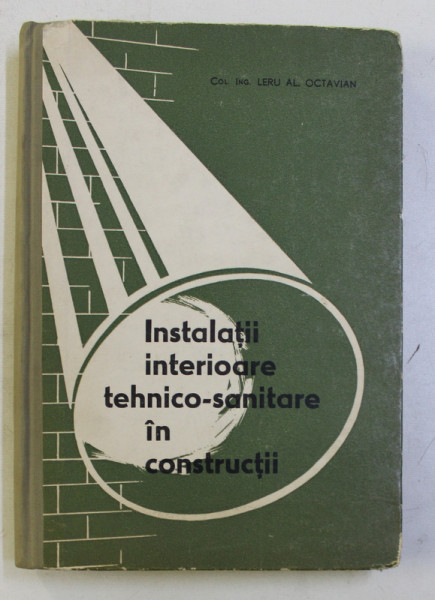 COL. ING. LERU AL. OCTAVIAN
Instalații
interioare
tehnico-sanitare
în
construcții